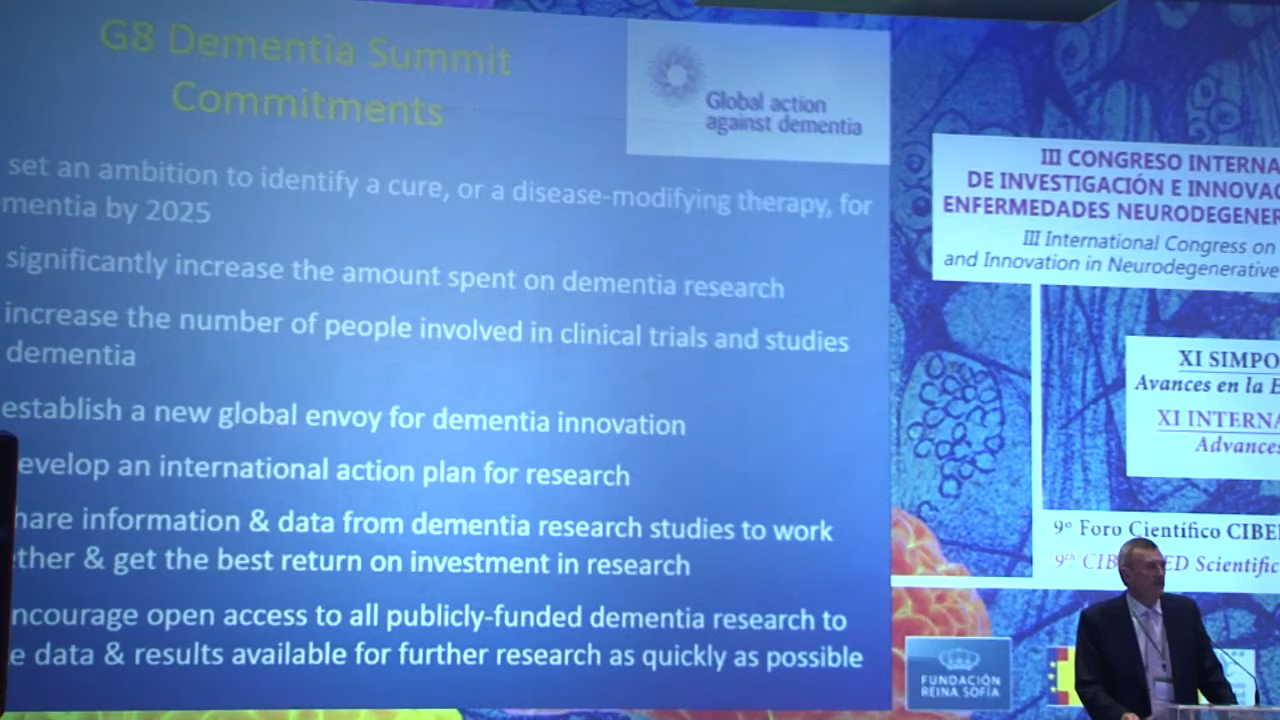 G8 Dementia Summit
Commitments
Global action
against dementia
set an ambition to identify a cure, or a disease-modifying therapy, for
mentia by 2025
significantly increase the amount spent on dementia research
increase the number of people involved in clinical trials and studies
dementia
establish a new global envoy for dementia innovation
evelop an international action plan for research
hare information & data from dementia research studies to work
ther & get the best return on investment in research
ncourage open access to all publicly-funded dementia research to
e data & results available for further research as quickly as possible
III CONGRESO INTERNA
DE INVESTIGACIÓN E INNOVAC
ENFERMEDADES NEURODEGENER
III International Congress on
and Innovation in Neurodegenerative
XI SIMPO
Avances en la E
XI INTERNA
Advances
9º Foro Científico CIBE
9th CIB ED Scientific
FUNDACIÓN
REINA SOFÍA